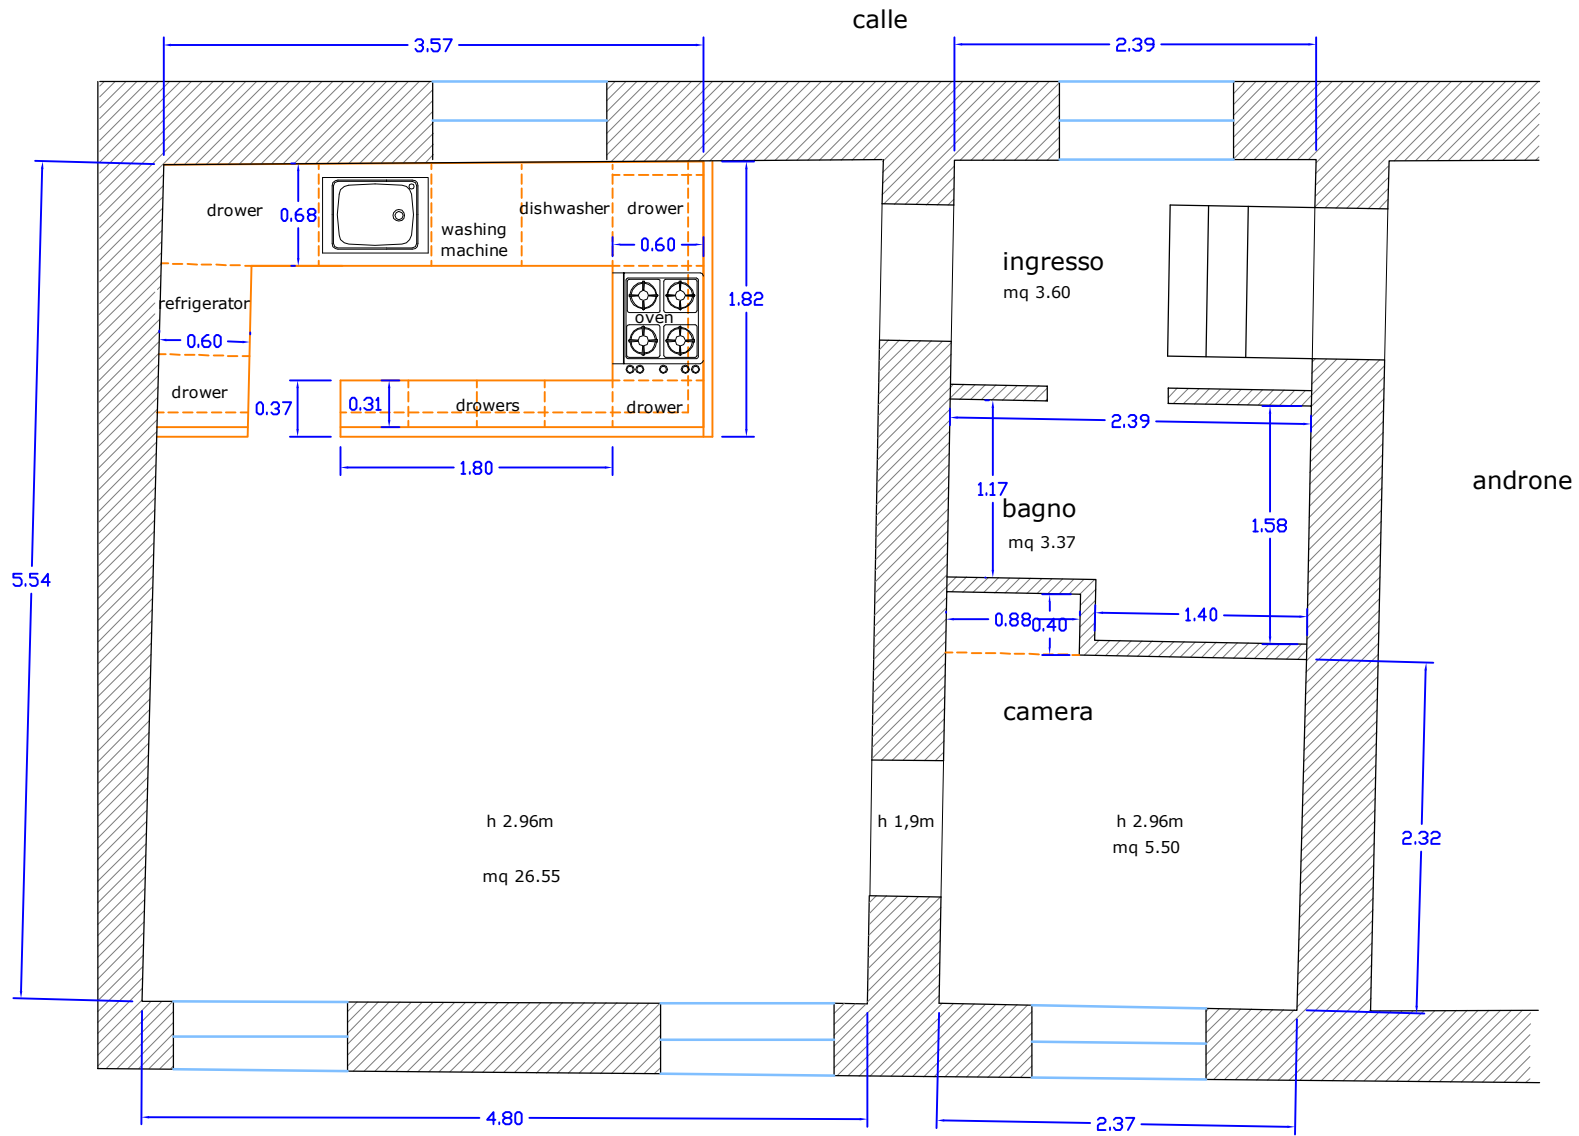 calle
3.57
2.39
drower
0.68
washing
machine
dishwasher
drower
0.60
refrigerator
0.60
oven
1.82
ingresso
mq 3.60
drower
0.37
0.31
drowers
drower
1.80
2.39
1.17
bagno
mq 3.37
1.58
androne
5.54
0.88
0.40
1.40
camera
h 2.96m
mq 26.55
h 1,9m
h 2.96m
mq 5.50
2.32
4.80
2.37